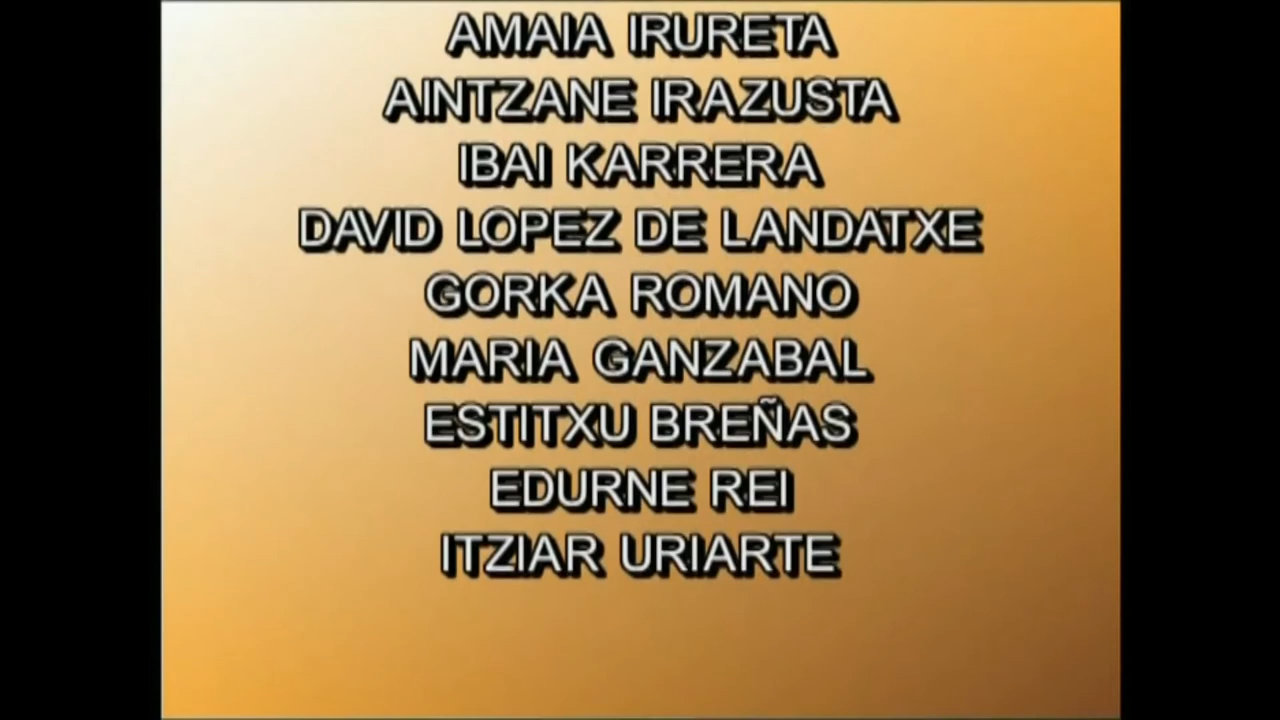 AMAIA IRURETA
AINTZANE IRAZUSTA
IBAI KARRERA
DAVID LOPEZ DE LANDATXE
GORKA ROMANO
MARIA GANZABAL
ESTITXU BREÑAS
EDURNE REI
ITZIAR URIARTE